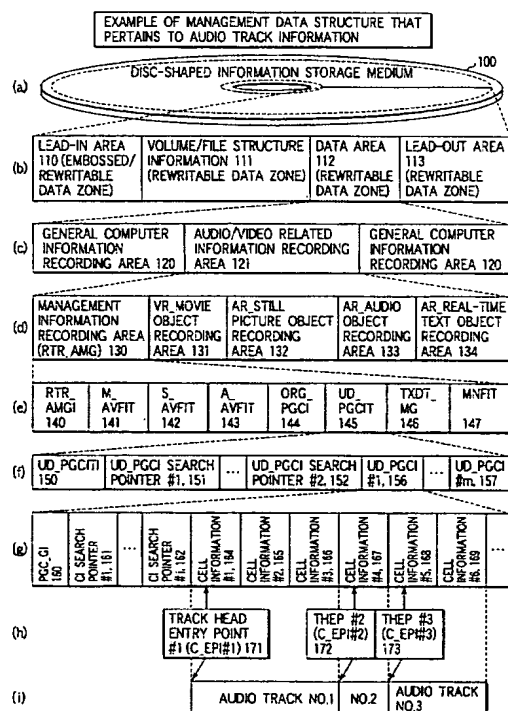 EXAMPLE OF MANAGEMENT DATA STRUCTURE THAT
PERTAINS TO AUDIO TRACK INFORMATION
100
DISC-SHAPED INFORMATION STORAGE MEDIUM
(a)
(b)
LEAD-IN AREA
110 (EMBOSSED/
REWRITABLE
DATA ZONE)
VOLUME/FILE STRUCTURE
INFORMATION 111
(REWRITABLE DATA ZONE)
DATA AREA
112
(REWRITABLE
DATA ZONE)
LEAD-OUT AREA
113
(REWRITABLE
DATA ZONE)
(c)
GENERAL COMPUTER
INFORMATION
RECORDING AREA 120
AUDIO/VIDEO RELATED
INFORMATION RECORDING
AREA 121
GENERAL COMPUTER
INFORMATION
RECORDING AREA 120
(d)
MANAGEMENT
INFORMATION
RECORDING AREA
(RTR_AMG) 130
VR_MOVIE
OBJECT
RECORDING
AREA 131
AR_STILL
PICTURE OBJECT
RECORDING
AREA 132
AR_AUDIO
OBJECT
RECORDING
AREA 133
AR_REAL-TIME
TEXT OBJECT
RECORDING
AREA 134
(e)
RTR_
AMGI
140
M_
AVFIT
141
S_
AVFIT
142
A_
AVFIT
143
ORG_
PGCI
144
UD_
PGCIT
145
TXDT_
MG
146
MNFIT
147
(f)
UD_PGCITI
150
UD_PGCI SEARCH
POINTER #1, 151
...
UD_PGCI SEARCH
POINTER #2, 152
UD_PGCI
#1, 156
...
UD_PGCI
#m, 157
(g)
PGC_GI
160
CI SEARCH
POINTER
#1, 161
...
CI SEARCH
POINTER
#i, 162
CELL
INFORMATION
#1, 164
CELL
INFORMATION
#2, 165
CELL
INFORMATION
#3, 166
CELL
INFORMATION
#4, 167
CELL
INFORMATION
#5, 168
CELL
INFORMATION
#6, 169
...
(h)
TRACK HEAD
ENTRY POINT
#1 (C_EPI#1) 171
THEP #2
(C_EPI#2)
172
THEP #3
(C_EPI#3)
173
(i)
AUDIO TRACK NO.1
NO.2
AUDIO TRACK
NO.3